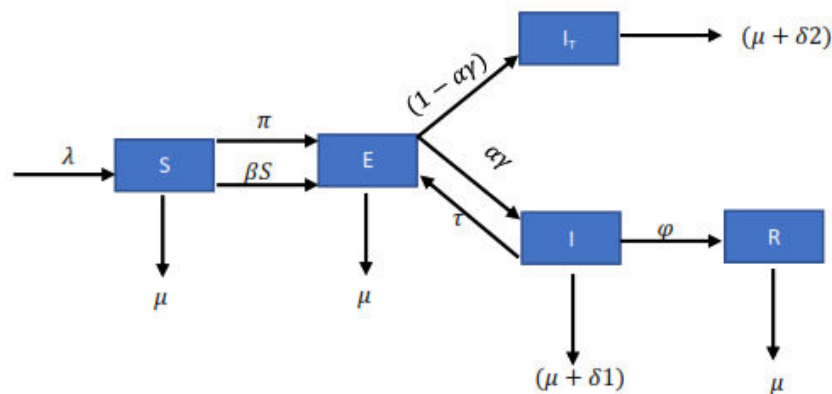 I_T
(μ + δ2)
(1 − αγ)
π
λ
S
E
βS
αγ
τ
I
φ
R
μ
μ
(μ + δ1)
μ